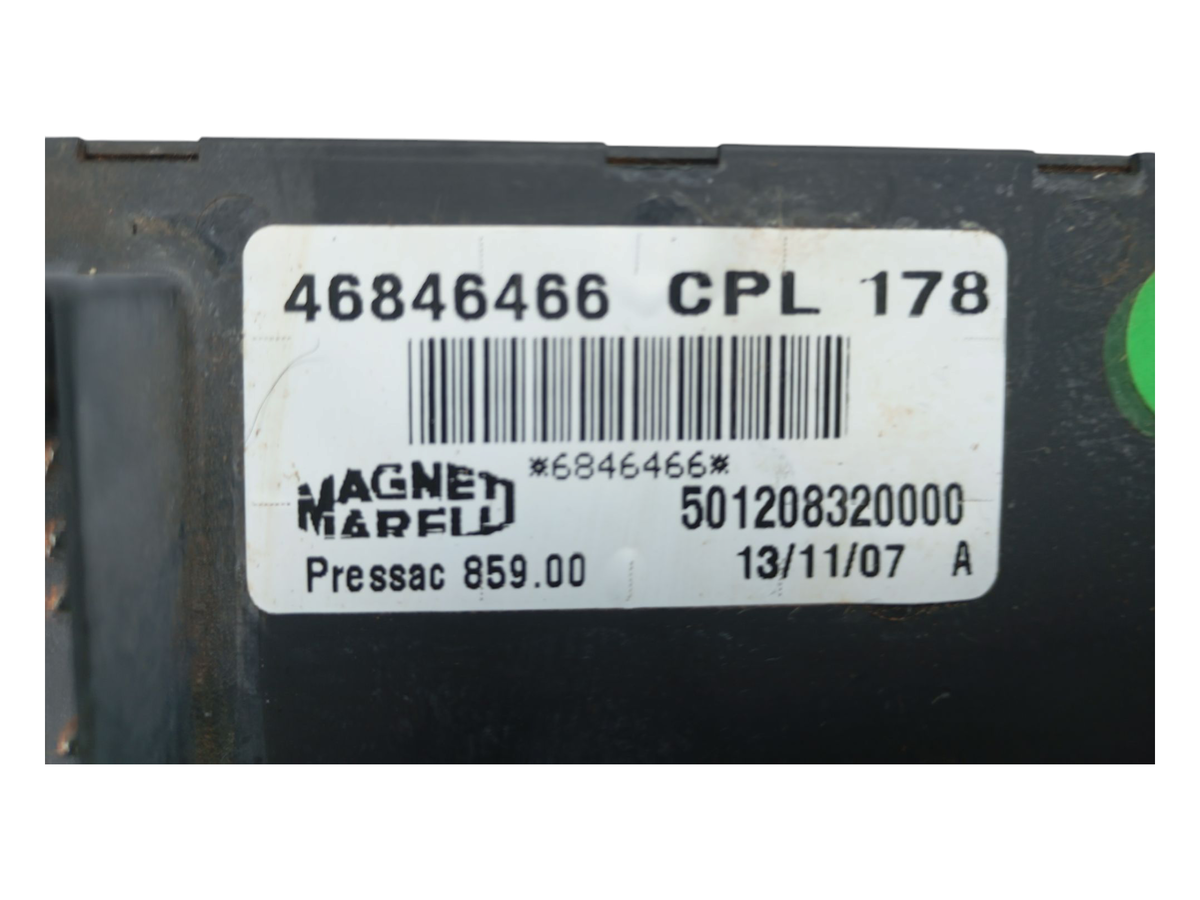 46846466 CPL 178
*6846466*
MAGNETI
MARELLI
501208320000
Pressac 859.00
13/11/07 A